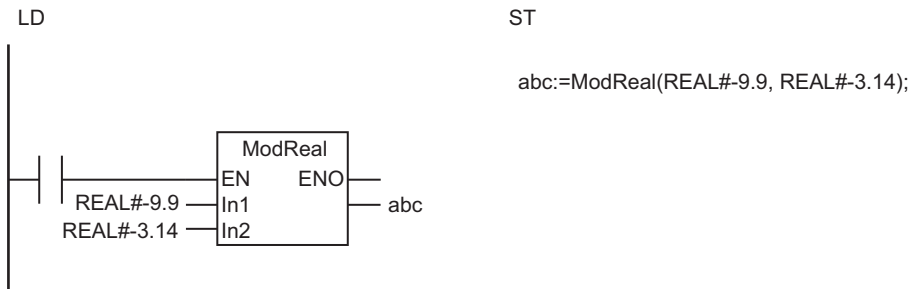 LD
ST
abc:=ModReal(REAL#-9.9, REAL#-3.14);
ModReal
EN ENO
REAL#-9.9 In1 abc
REAL#-3.14 In2